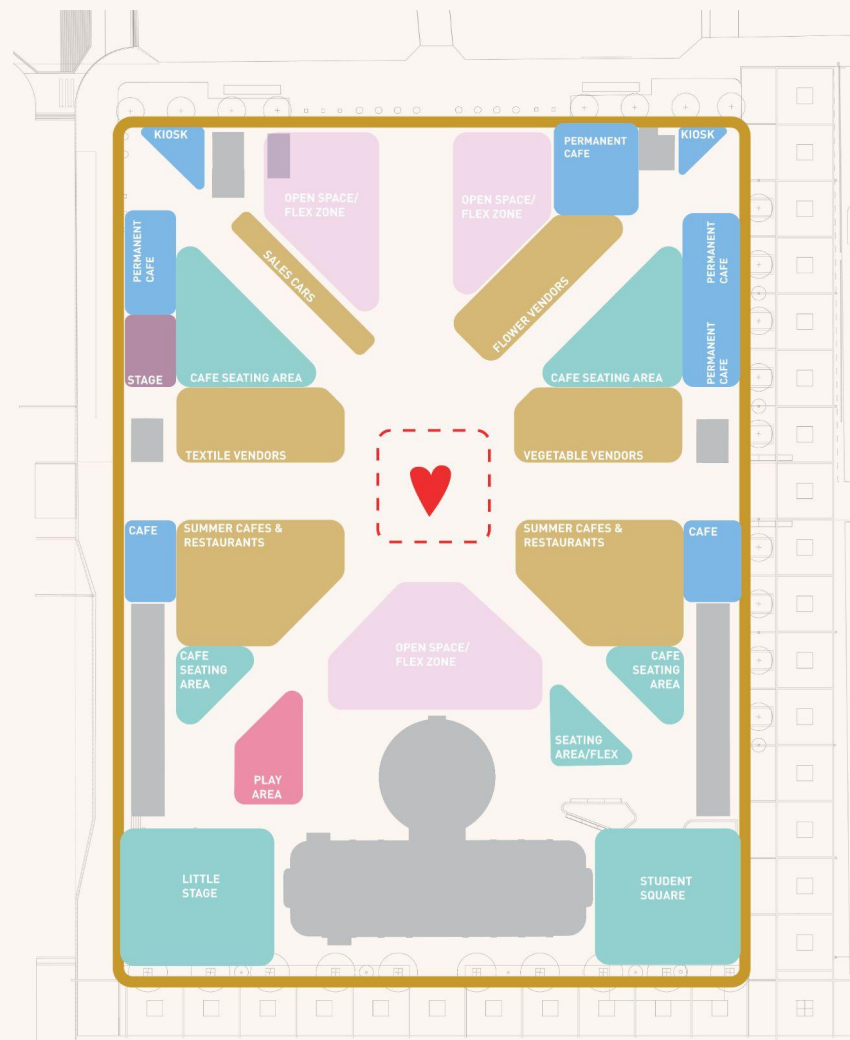 KIOSK
KIOSK
PERMANENT
CAFE
OPEN SPACE/
FLEX ZONE
OPEN SPACE/
FLEX ZONE
PERMANENT
CAFE
SALES CARS
FLOWER VENDORS
PERMANENT
CAFE
PERMANENT
CAFE
STAGE
CAFE SEATING AREA
CAFE SEATING AREA
TEXTILE VENDORS
VEGETABLE VENDORS
CAFE
SUMMER CAFES &
RESTAURANTS
SUMMER CAFES &
RESTAURANTS
CAFE
OPEN SPACE/
FLEX ZONE
CAFE
SEATING
AREA
CAFE
SEATING
AREA
SEATING
AREA/FLEX
PLAY
AREA
LITTLE
STAGE
STUDENT
SQUARE